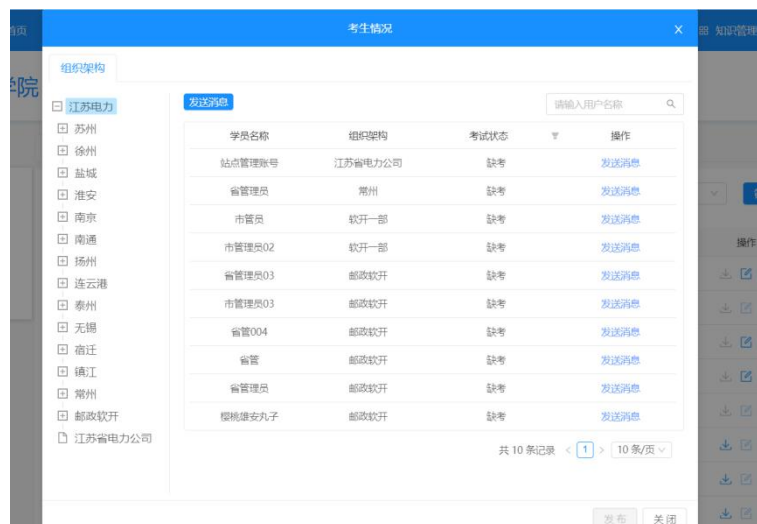 首页
考生情况
X
知识管理
学院
组织架构
江苏电力
苏州
徐州
盐城
淮安
南京
南通
扬州
连云港
泰州
无锡
宿迁
镇江
常州
邮政软开
江苏省电力公司
发送消息
请输入用户名称
学员名称 组织架构 考试状态 操作
站点管理账号 江苏省电力公司 缺考 发送消息
省管理员 常州 缺考 发送消息
市管员 软开一部 缺考 发送消息
市管理员02 软开一部 缺考 发送消息
省管理员03 邮政软开 缺考 发送消息
市管理员03 邮政软开 缺考 发送消息
省管004 邮政软开 缺考 发送消息
省管 邮政软开 缺考 发送消息
省管理员 邮政软开 缺考 发送消息
樱桃雄安丸子 邮政软开 缺考 发送消息
共 10 条记录 < 1 > 10 条/页
操作
发布 关闭